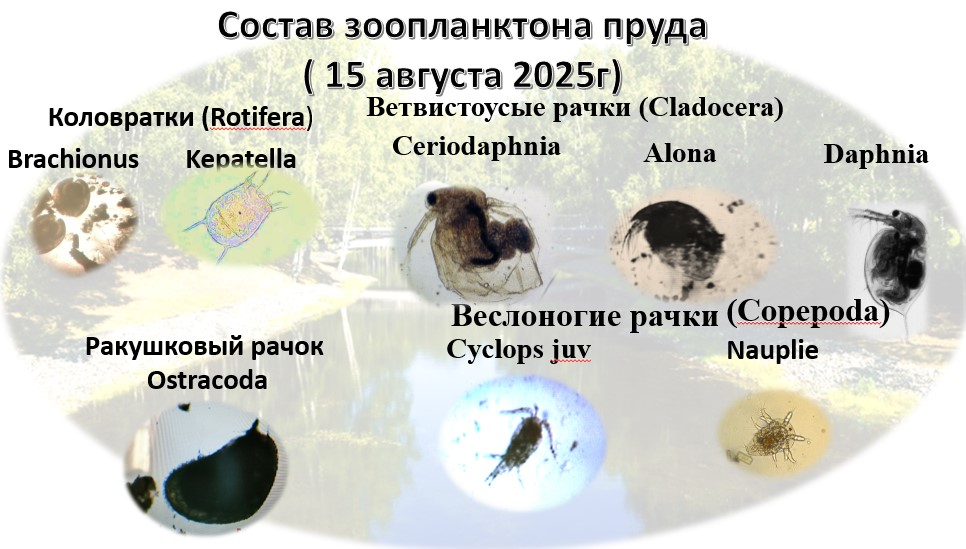 Состав зоопланктона пруда
( 15 августа 2025г)
Коловратки (Rotifera)
Ветвистоусые рачки (Cladocera)
Brachionus
Kepatella
Ceriodaphnia
Alona
Daphnia
Веслоногие рачки (Copepoda)
Ракушковый рачок
Ostracoda
Cyclops juv
Nauplie